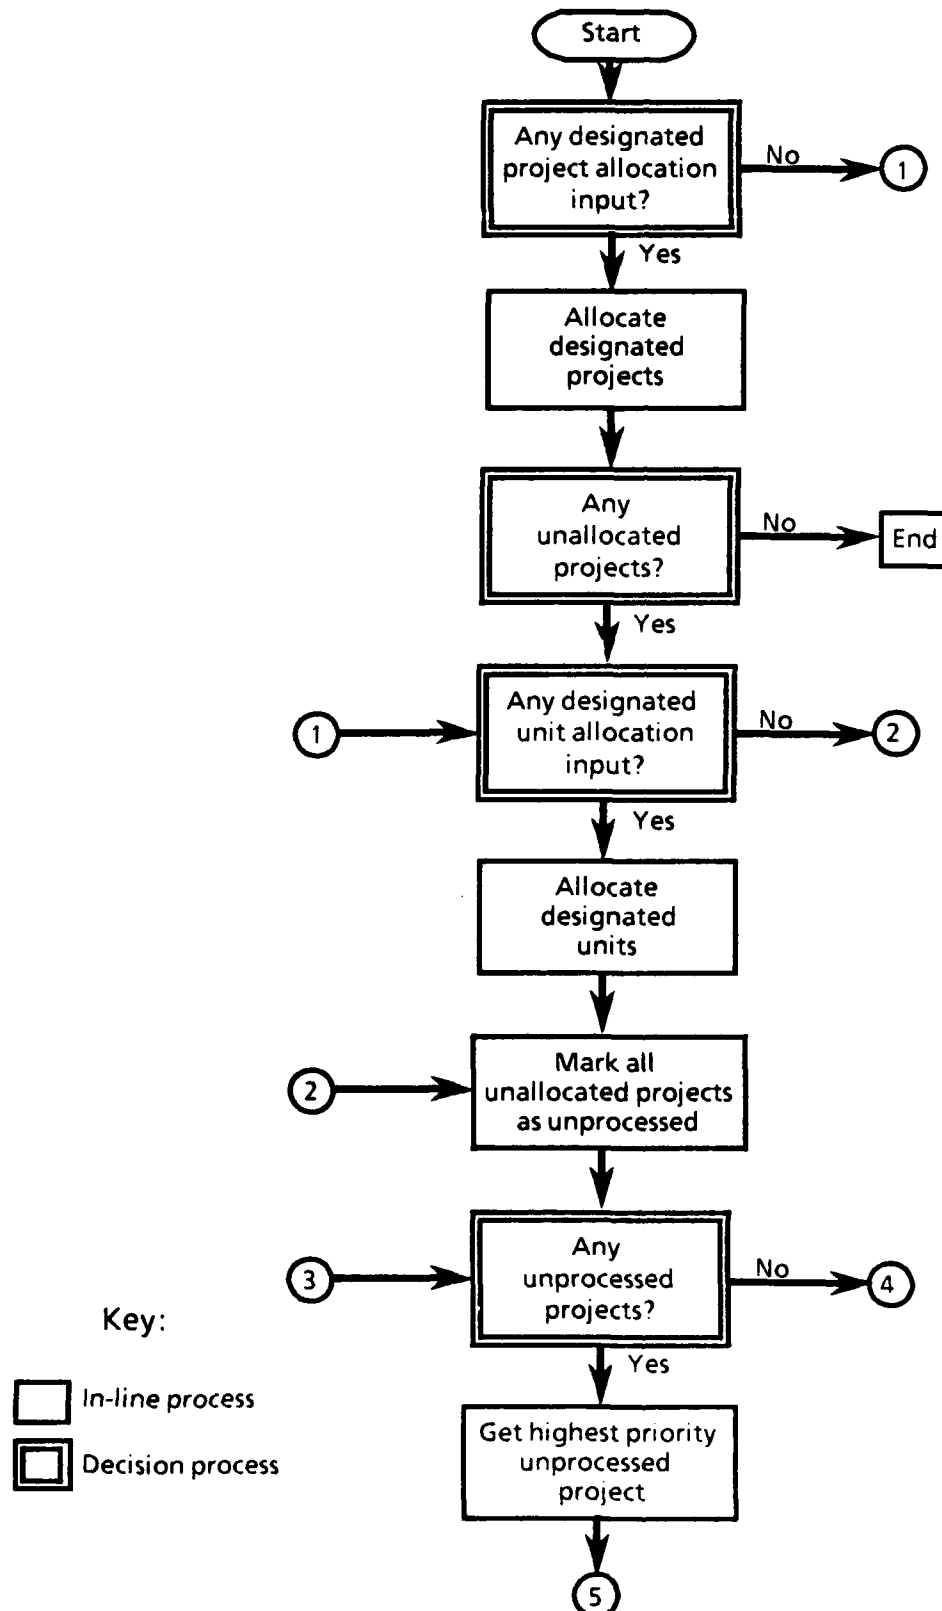 Start
Any designated
project allocation
input?
No
1
Yes
Allocate
designated
projects
Any
unallocated
projects?
No
End
Yes
1
Any designated
unit allocation
input?
No
2
Yes
Allocate
designated
units
2
Mark all
unallocated projects
as unprocessed
3
Any
unprocessed
projects?
No
4
Yes
Key:
In-line process
Decision process
Get highest priority
unprocessed
project
5